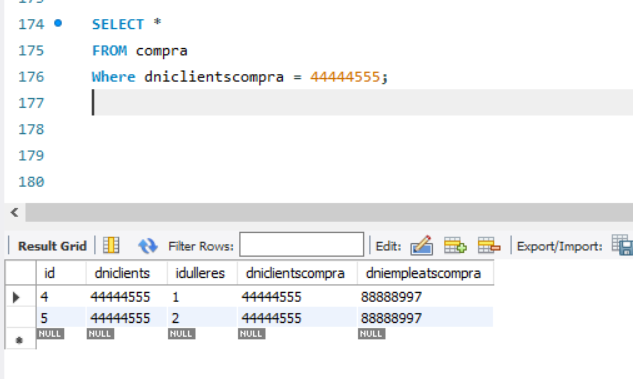 174 SELECT *
175 FROM compra
176 Where dniclientscompra = 44444555;
177
178
179
180
Result Grid Filter Rows: Edit: Export/Import:
id dniclients idulleres dniclientscompra dniempleatscompra
4 44444555 1 44444555 88888997
5 44444555 2 44444555 88888997
NULL NULL NULL NULL NULL